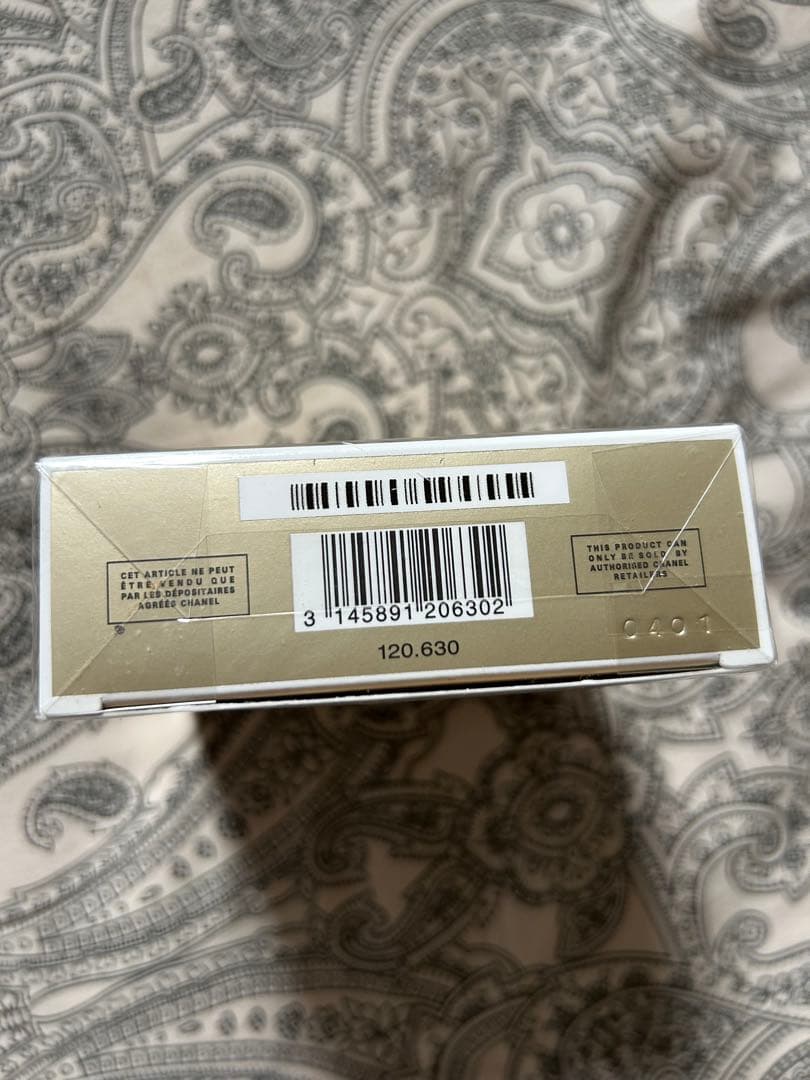 CET ARTICLE NE PEUT
ÊTRE VENDU QUE
PAR LES DÉPOSITAIRES
AGRÉÉS CHANEL
3 145891 206302
120.630
THIS PRODUCT CAN
ONLY BE SOLD BY
AUTHORISED CHANEL
RETAILERS
0401